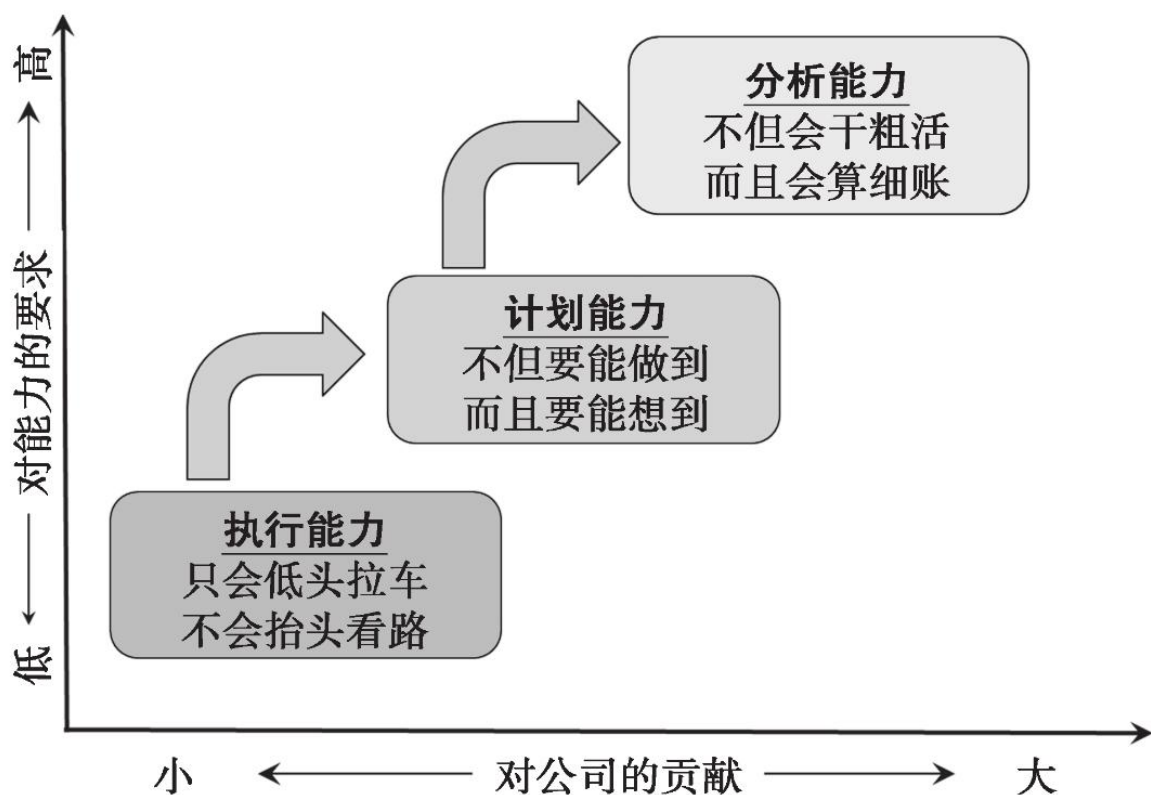 高
对能力的要求
低
分析能力
不但会干粗活
而且会算细账
计划能力
不但要能做到
而且要能想到
执行能力
只会低头拉车
不会抬头看路
小
对公司的贡献
大